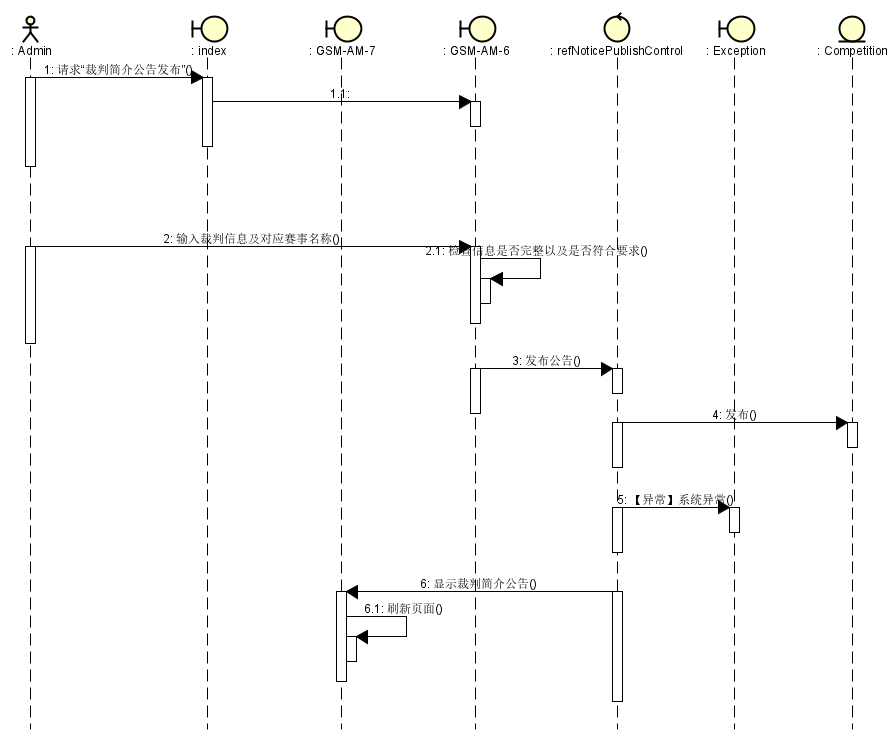 : Admin
: index
: GSM-AM-7
: GSM-AM-6
: refNoticePublishControl
: Exception
: Competition
1: 请求“裁判简介公告发布”()
1.1:
2: 输入裁判信息及对应赛事名称()
2.1: 检查信息是否完整以及是否符合要求()
3: 发布公告()
4: 发布()
5: 【异常】系统异常()
6: 显示裁判简介公告()
6.1: 刷新页面()